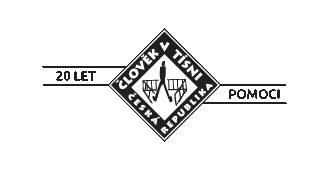 20 LET
ČLOVĚK V TÍSNI
ČESKÁ REPUBLIKA
POMOCI